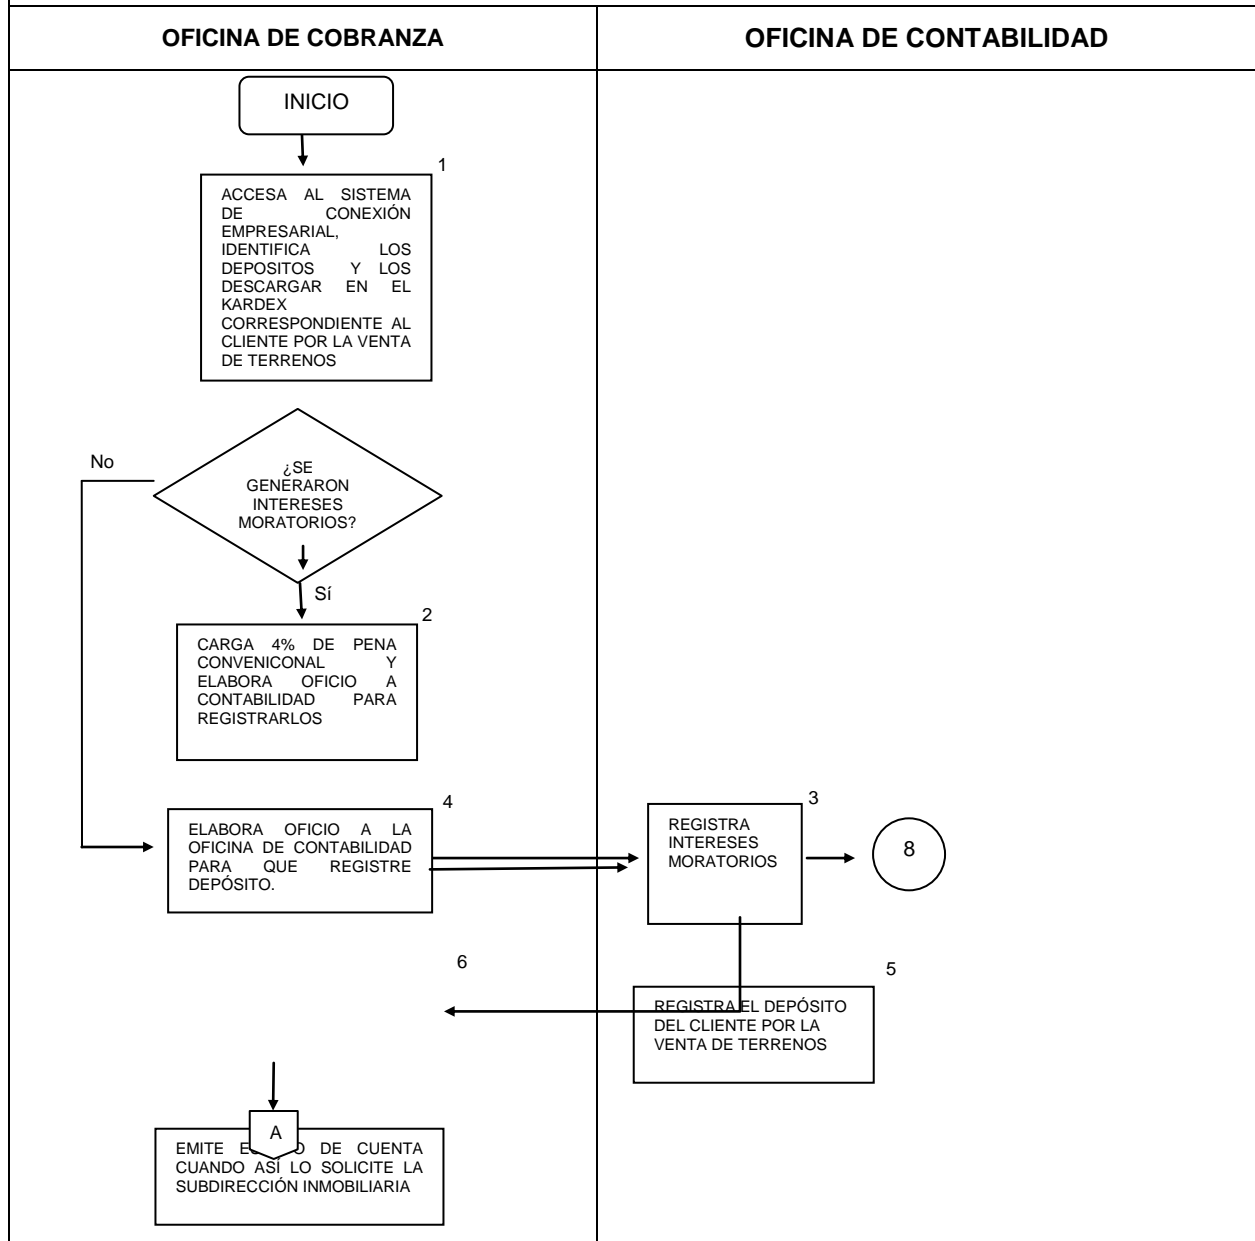 OFICINA DE COBRANZA
OFICINA DE CONTABILIDAD
INICIO
1
ACCESA AL SISTEMA
DE CONEXIÓN
EMPRESARIAL,
IDENTIFICA LOS
DEPOSITOS Y LOS
DESCARGAR EN EL
KARDEX
CORRESPONDIENTE AL
CLIENTE POR LA VENTA
DE TERRENOS
No
¿SE
GENERARON
INTERESES
MORATORIOS?
Sí
2
CARGA 4% DE PENA
CONVENICONAL Y
ELABORA OFICIO A
CONTABILIDAD PARA
REGISTRARLOS
4
ELABORA OFICIO A LA
OFICINA DE CONTABILIDAD
PARA QUE REGISTRE
DEPÓSITO.
3
REGISTRA
INTERESES
MORATORIOS
8
6
5
REGISTRA EL DEPÓSITO
DEL CLIENTE POR LA
VENTA DE TERRENOS
A
EMITE DE CUENTA
CUANDO ASÍ LO SOLICITE LA
SUBDIRECCIÓN INMOBILIARIA